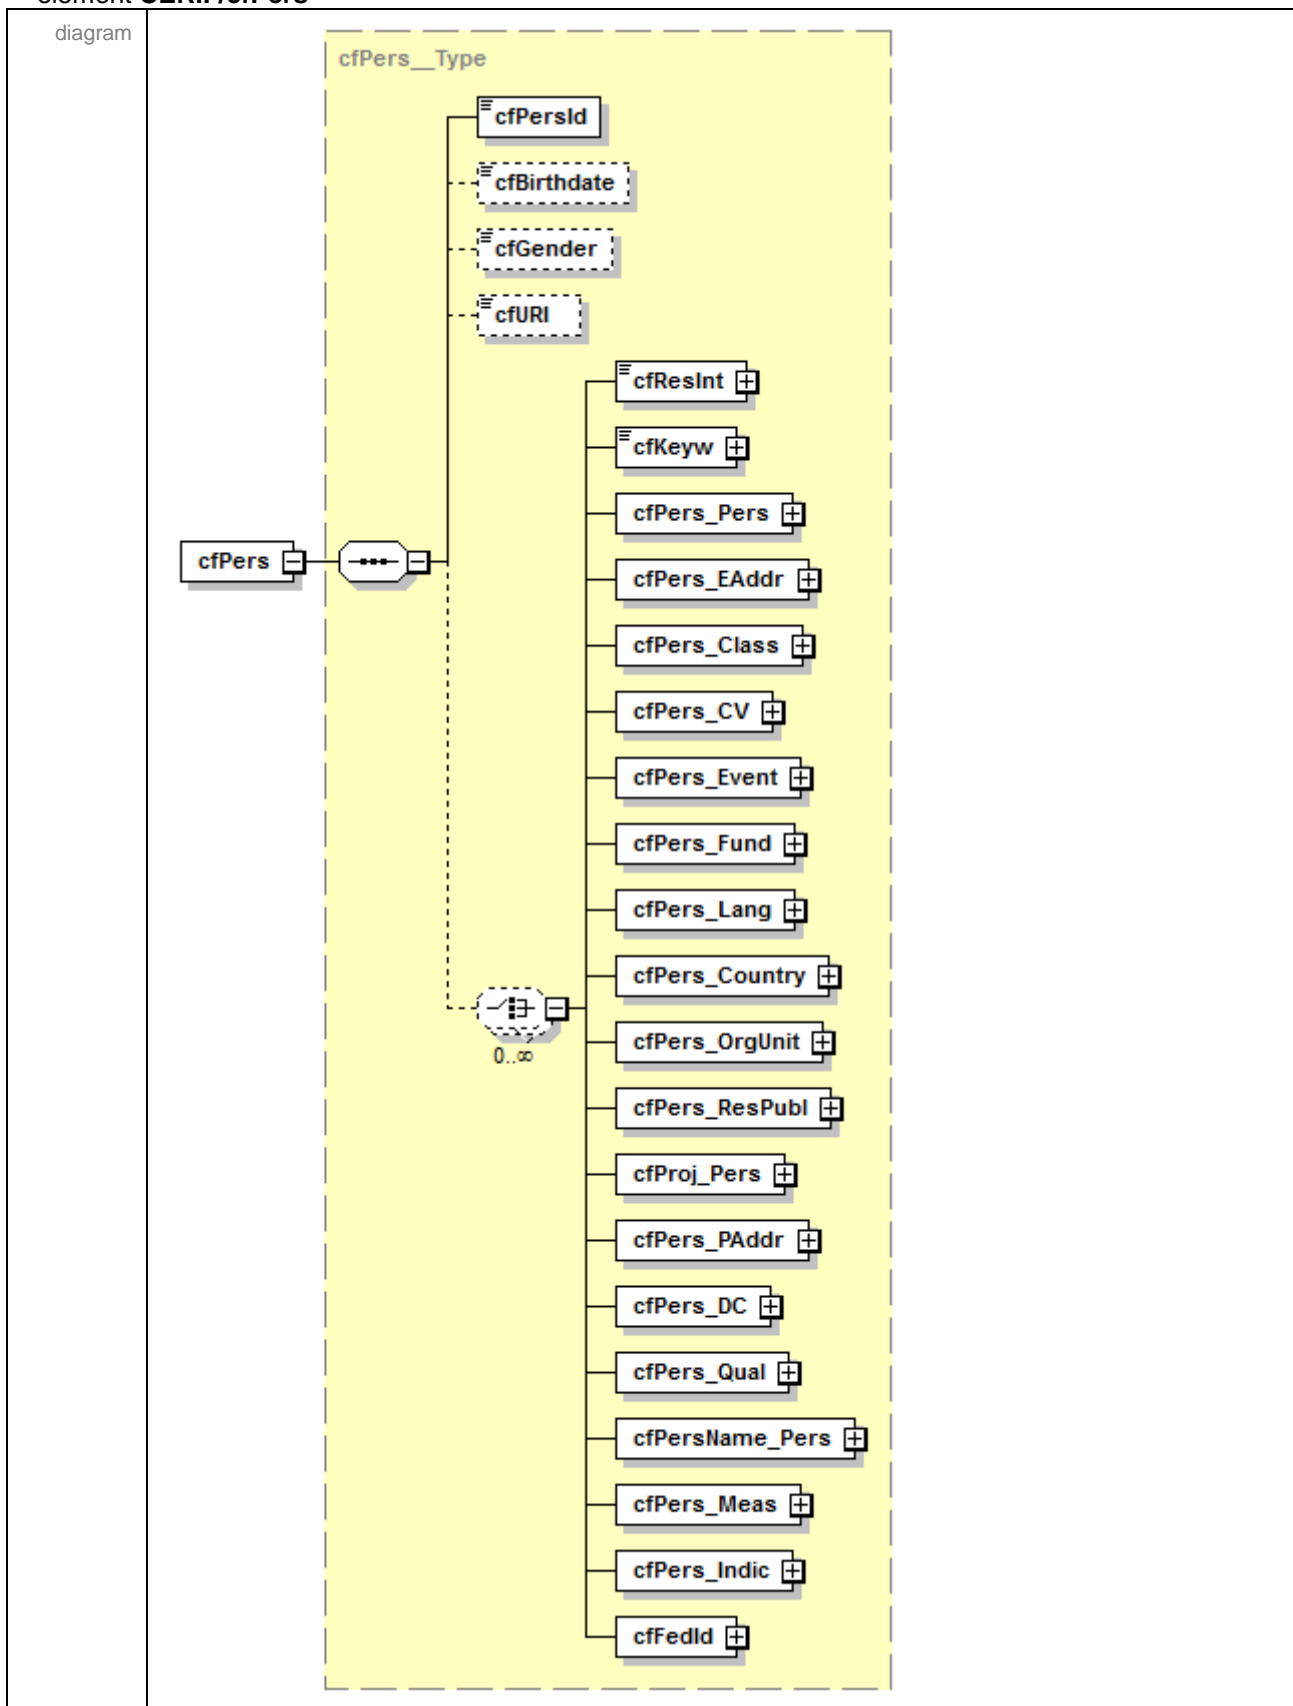 diagram
cfPers__Type
cfPersId
cfBirthdate
cfGender
cfURI
cfResInt
cfKeyw
cfPers_Pers
cfPers
cfPers_EAddr
cfPers_Class
cfPers_CV
cfPers_Event
cfPers_Fund
cfPers_Lang
cfPers_Country
0..∞
cfPers_OrgUnit
cfPers_ResPubl
cfProj_Pers
cfPers_PAddr
cfPers_DC
cfPers_Qual
cfPersName_Pers
cfPers_Meas
cfPers_Indic
cfFedId